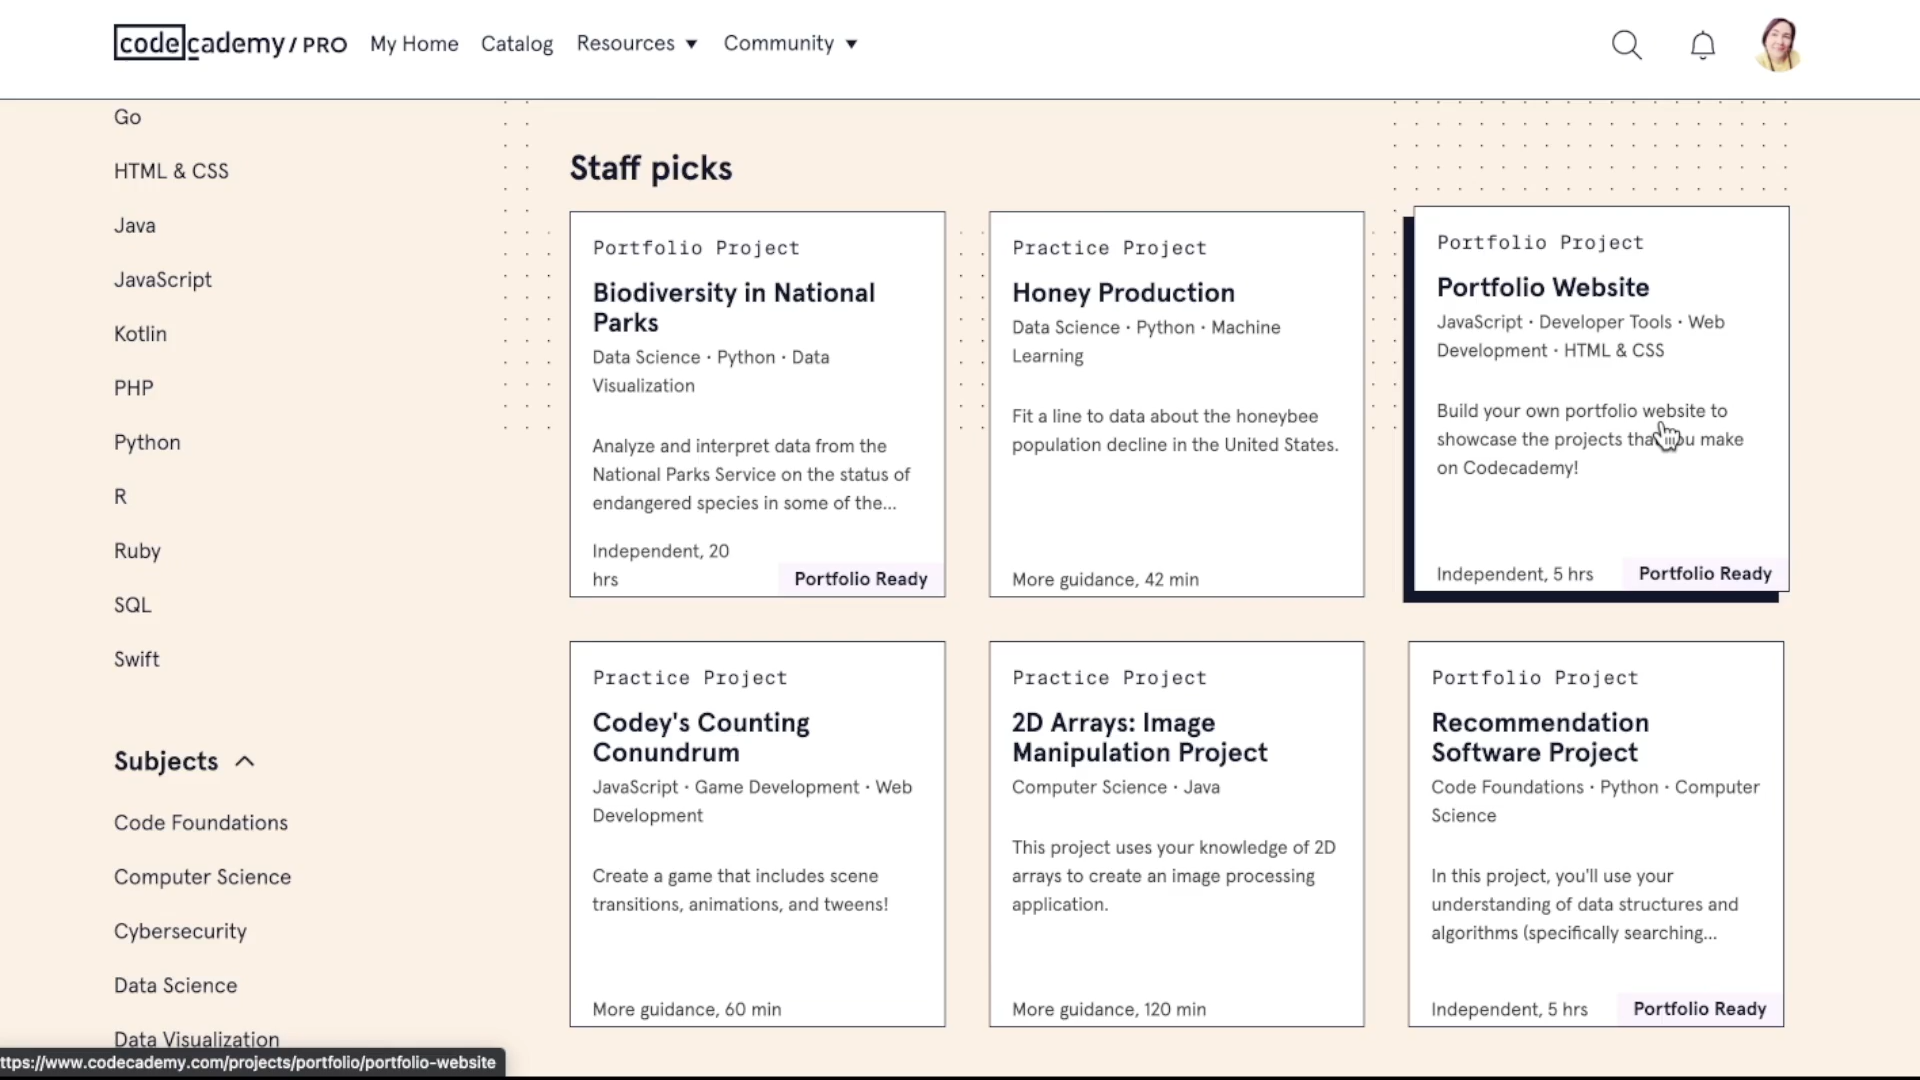 codecademy / PRO
My Home
Catalog
Resources
Community
Go
HTML & CSS
Java
JavaScript
Kotlin
PHP
Python
R
Ruby
SQL
Swift
Subjects
Code Foundations
Computer Science
Cybersecurity
Data Science
Data Visualization
ttps://www.codecademy.com/projects/portfolio/portfolio-website
Staff picks
Portfolio Project
Biodiversity in National
Parks
Data Science · Python · Data
Visualization
Analyze and interpret data from the
National Parks Service on the status of
endangered species in some of the...
Independent, 20
hrs
Portfolio Ready
Practice Project
Honey Production
Data Science · Python · Machine
Learning
Fit a line to data about the honeybee
population decline in the United States.
More guidance, 42 min
Portfolio Project
Portfolio Website
JavaScript · Developer Tools · Web
Development · HTML & CSS
Build your own portfolio website to
showcase the projects that you make
on Codecademy!
Independent, 5 hrs
Portfolio Ready
Practice Project
Codey's Counting
Conundrum
JavaScript · Game Development · Web
Development
Create a game that includes scene
transitions, animations, and tweens!
More guidance, 60 min
Practice Project
2D Arrays: Image
Manipulation Project
Computer Science · Java
This project uses your knowledge of 2D
arrays to create an image processing
application.
More guidance, 120 min
Portfolio Project
Recommendation
Software Project
Code Foundations · Python · Computer
Science
In this project, you'll use your
understanding of data structures and
algorithms (specifically searching...
Independent, 5 hrs
Portfolio Ready